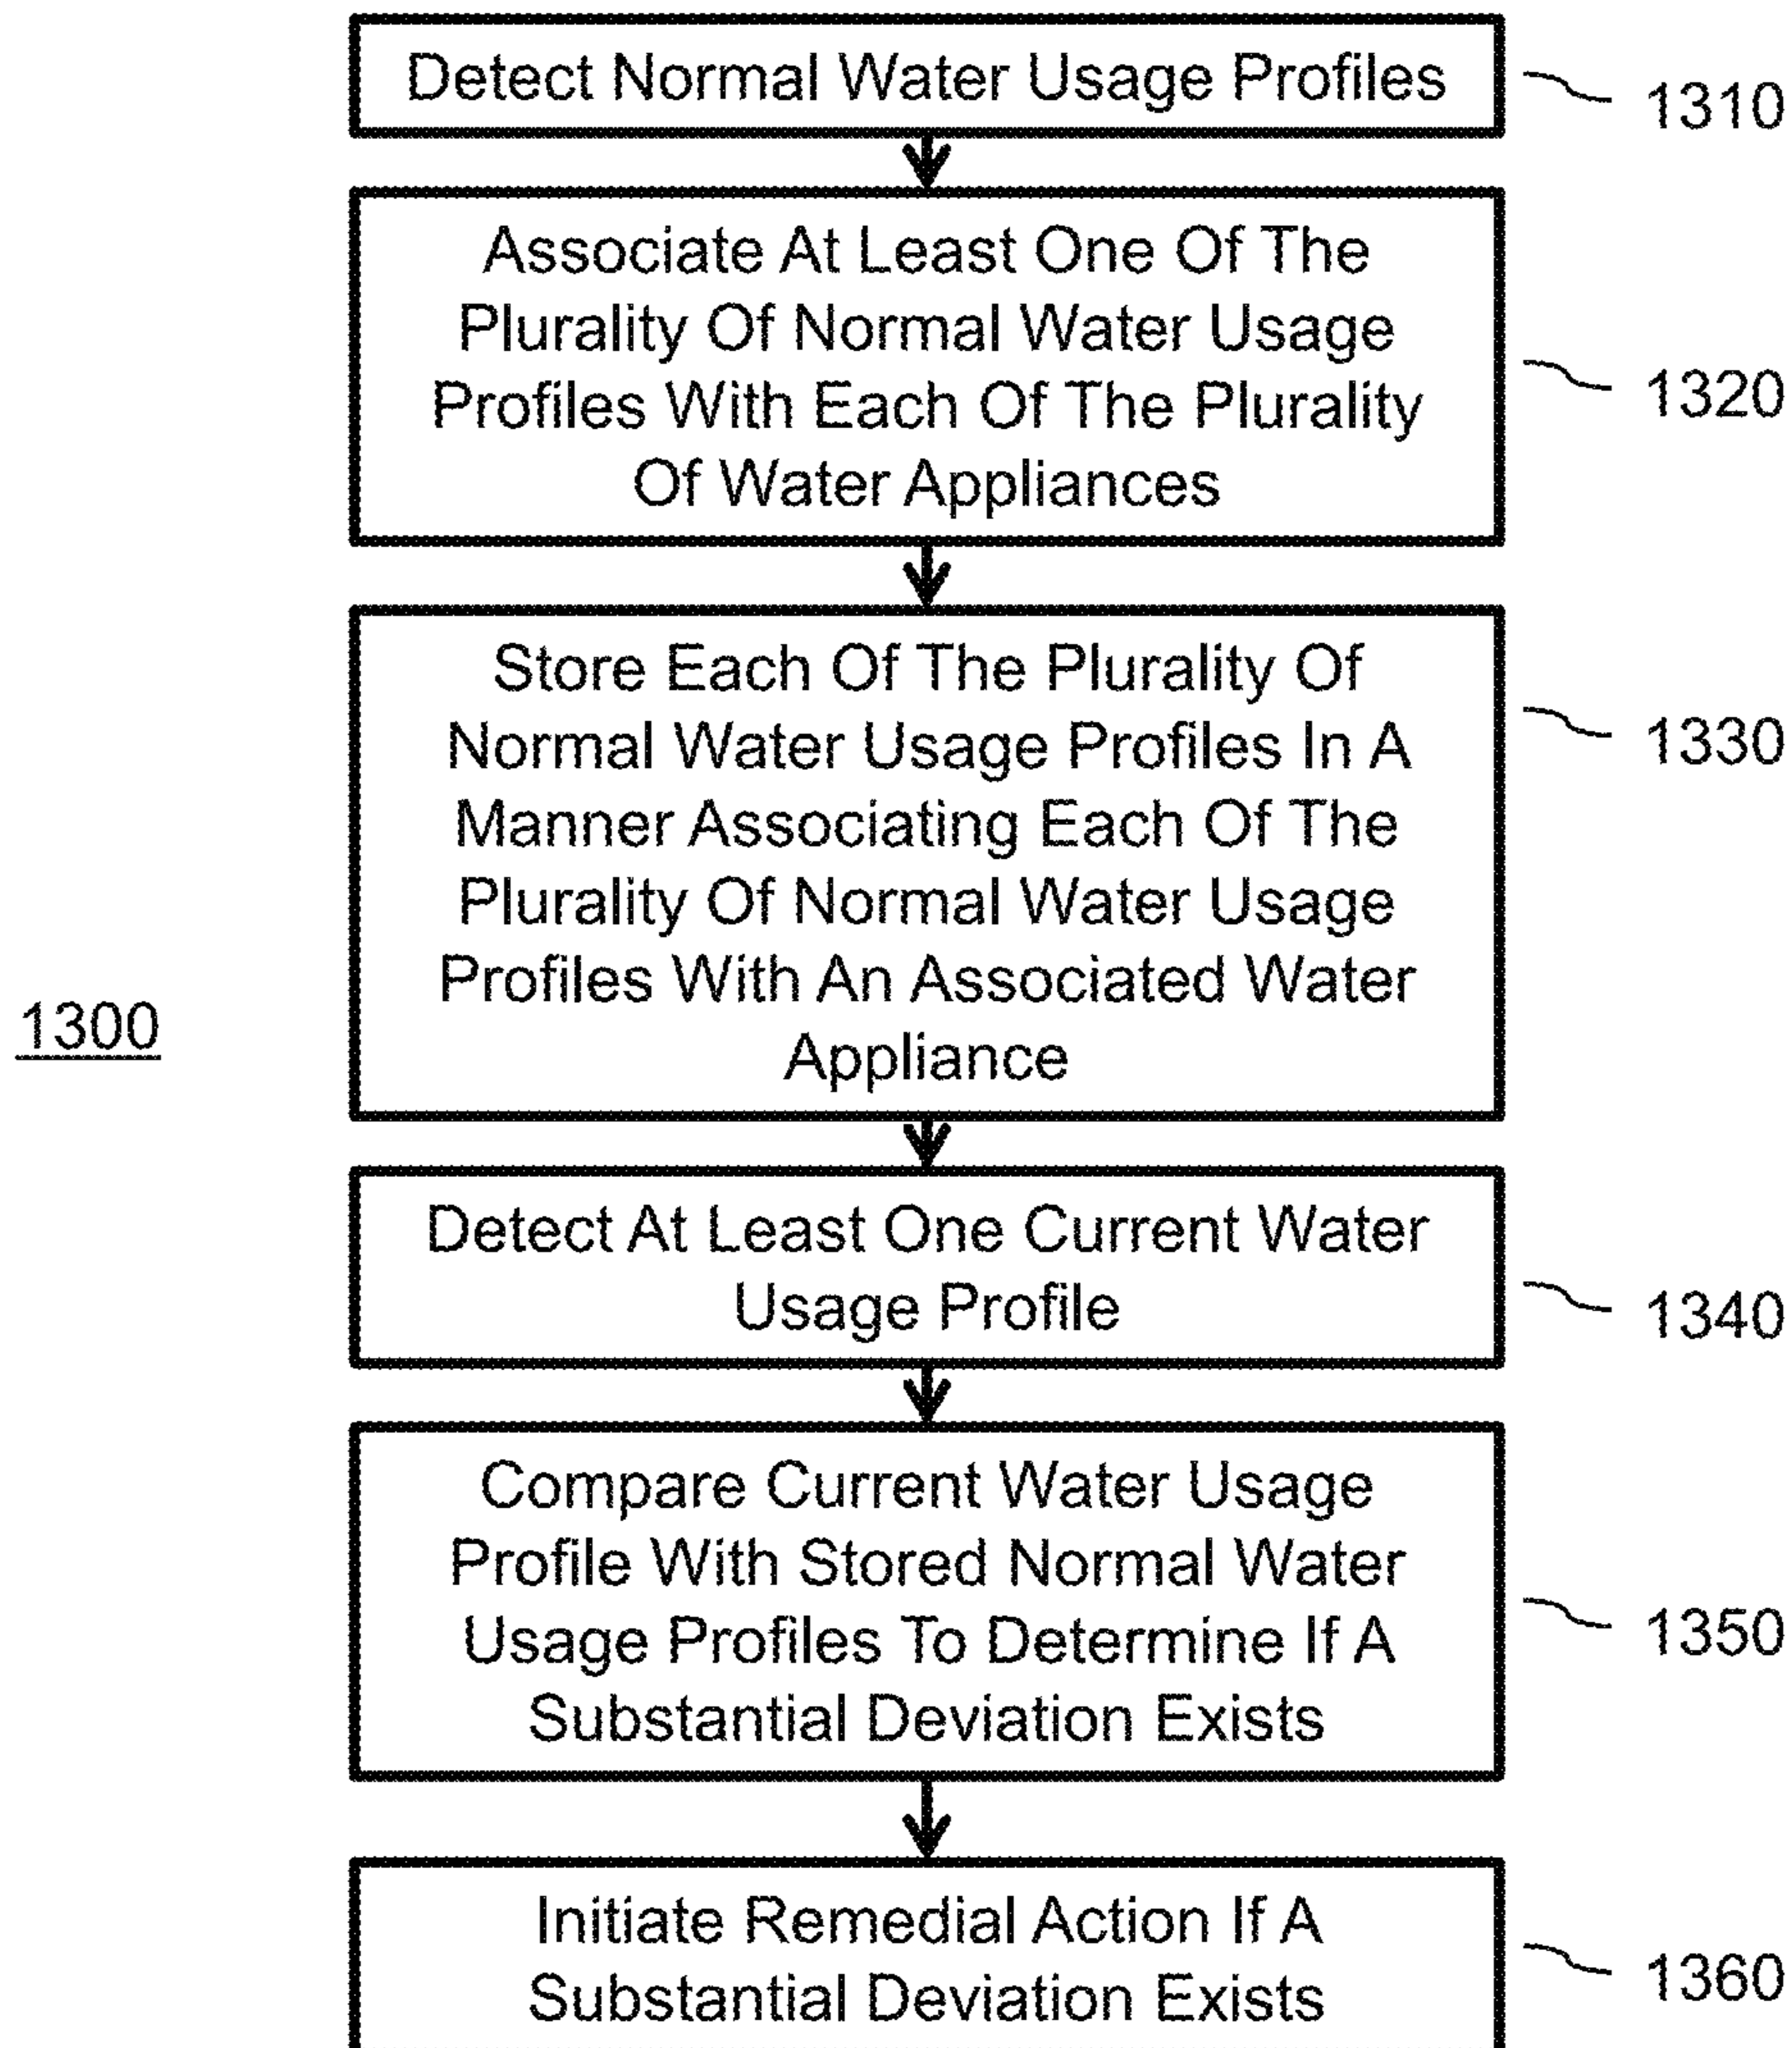 Detect Normal Water Usage Profiles
1310
Associate At Least One Of The
Plurality Of Normal Water Usage
Profiles With Each Of The Plurality
Of Water Appliances
1320
Store Each Of The Plurality Of
Normal Water Usage Profiles In A
Manner Associating Each Of The
Plurality Of Normal Water Usage
Profiles With An Associated Water
Appliance
1330
1300
Detect At Least One Current Water
Usage Profile
1340
Compare Current Water Usage
Profile With Stored Normal Water
Usage Profiles To Determine If A
Substantial Deviation Exists
1350
Initiate Remedial Action If A
Substantial Deviation Exists
1360